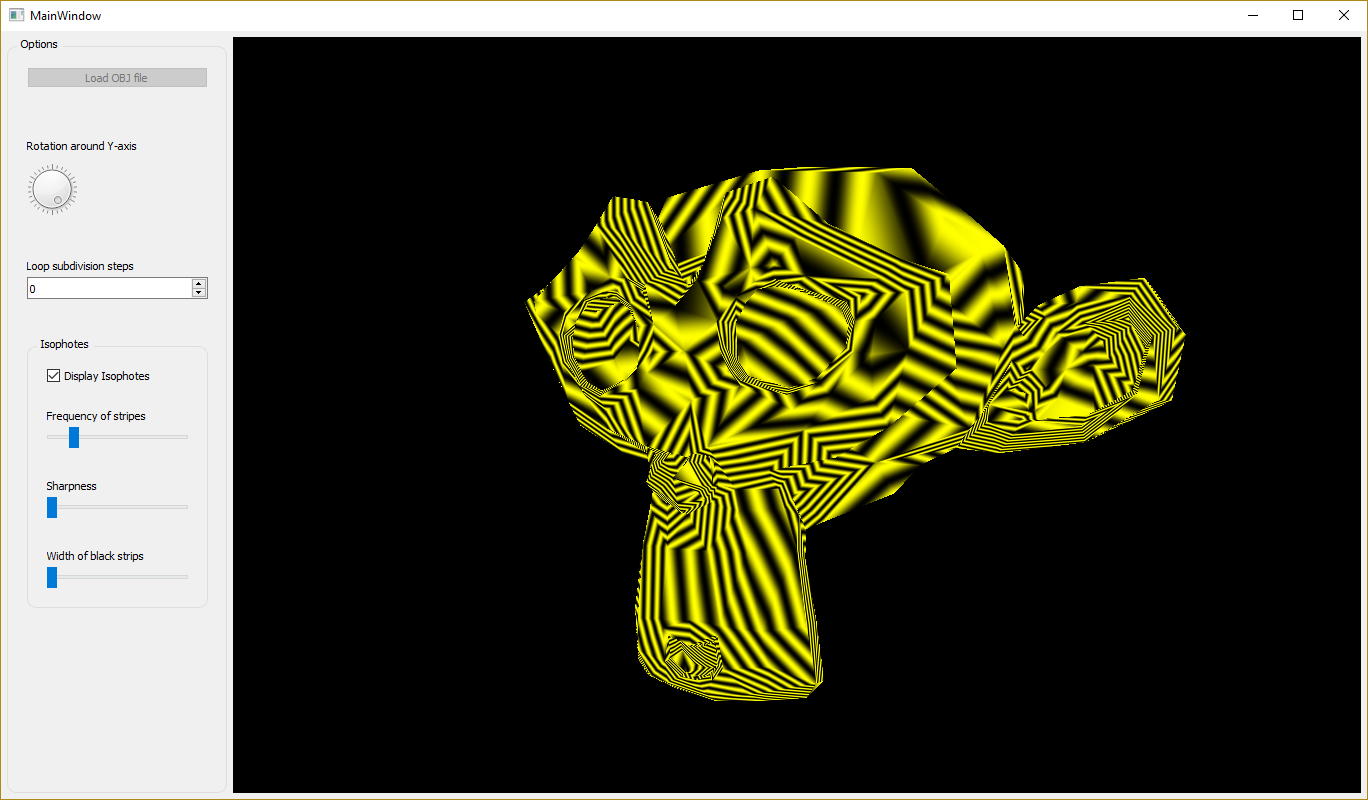 MainWindow
Options
Load OBJ file
Rotation around Y-axis
Loop subdivision steps
0
Isophotes
Display Isophotes
Frequency of stripes
Sharpness
Width of black strips